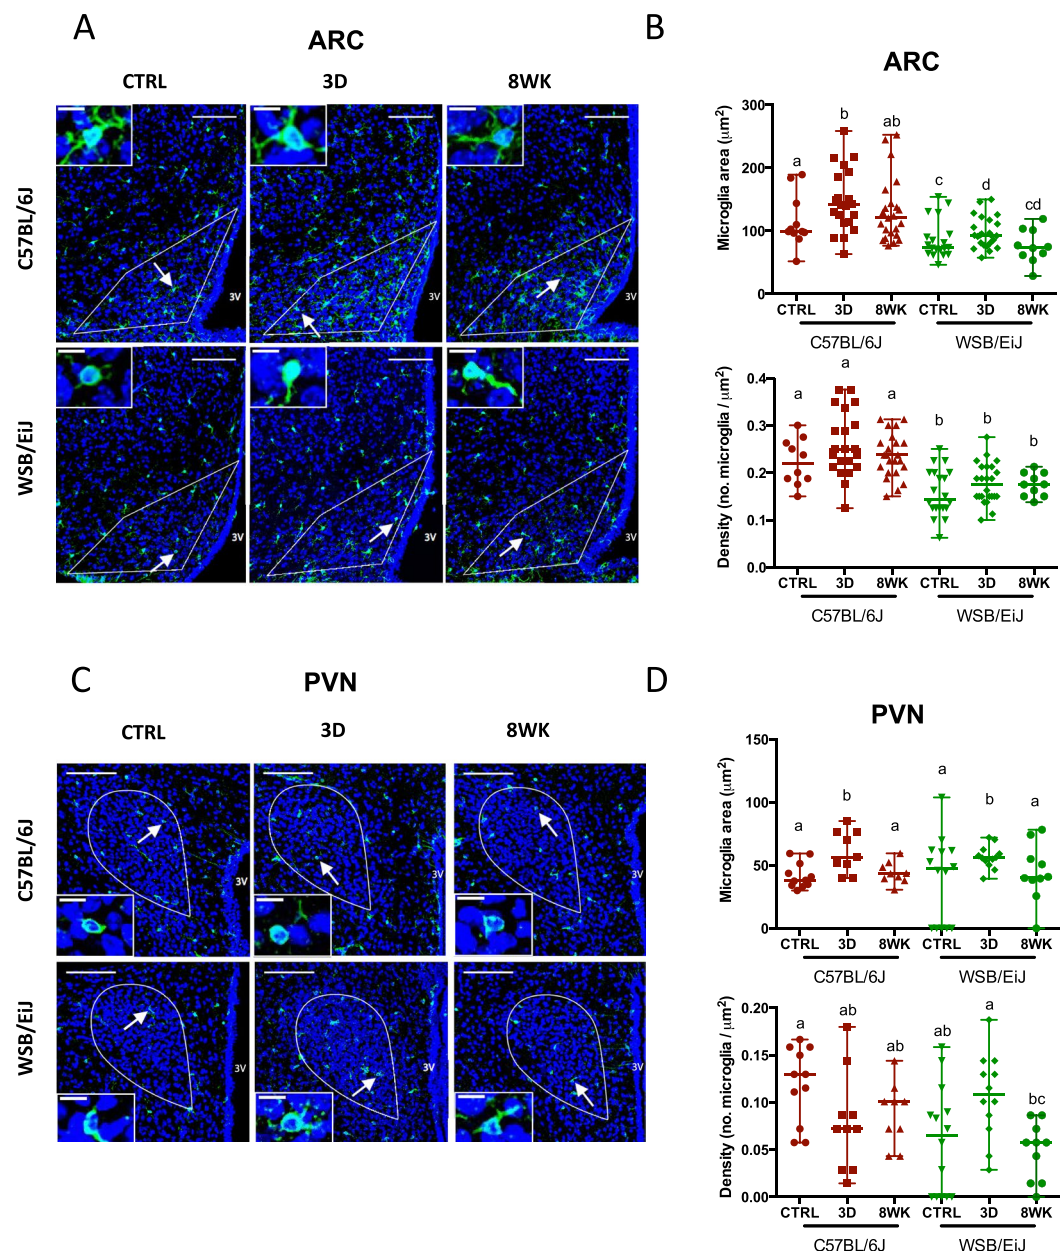 A
ARC
CTRL 3D 8WK
C57BL/6J
3V 3V 3V
WSB/EiJ
3V 3V 3V
B
ARC
Microglia area (μm²)
300
200
100
0
a b ab c d cd
CTRL 3D 8WK CTRL 3D 8WK
C57BL/6J WSB/EiJ
Density (no. microglia / μm²)
0.4
0.3
0.2
0.1
0.0
a a a b b b
CTRL 3D 8WK CTRL 3D 8WK
C57BL/6J WSB/EiJ
C
PVN
CTRL 3D 8WK
C57BL/6J
3V 3V 3V
WSB/EiJ
3V 3V 3V
D
PVN
Microglia area (μm²)
150
100
50
0
a b a a b a
CTRL 3D 8WK CTRL 3D 8WK
C57BL/6J WSB/EiJ
Density (no. microglia / μm²)
0.20
0.15
0.10
0.05
0.00
a ab ab ab a bc
CTRL 3D 8WK CTRL 3D 8WK
C57BL/6J WSB/EiJ